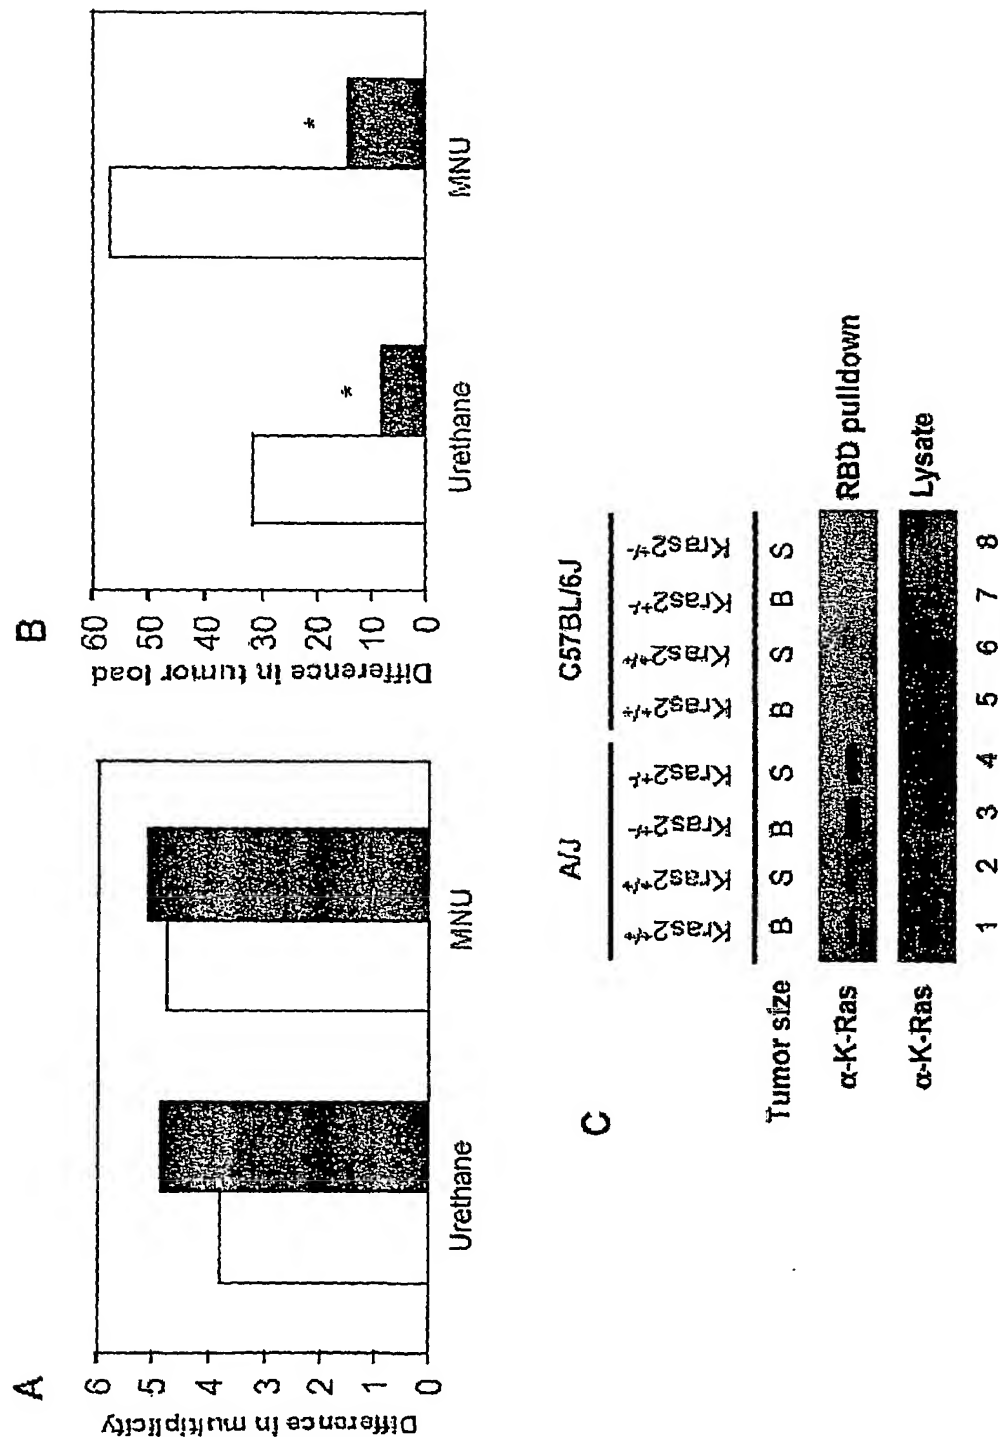 A
Difference in multiplicity
6
5
4
3
2
1
0
Urethane
MNU
B
Difference in tumor load
60
50
40
30
20
10
0
Urethane
*
MNU
*
C
A/J
C57BL/6J
Kras2+/+ Kras2+/+ Kras2+/- Kras2+/- Kras2+/+ Kras2+/+ Kras2+/- Kras2+/-
Tumor size B S B S B S B S
α-K-Ras RBD pulldown
α-K-Ras Lysate
1 2 3 4 5 6 7 8